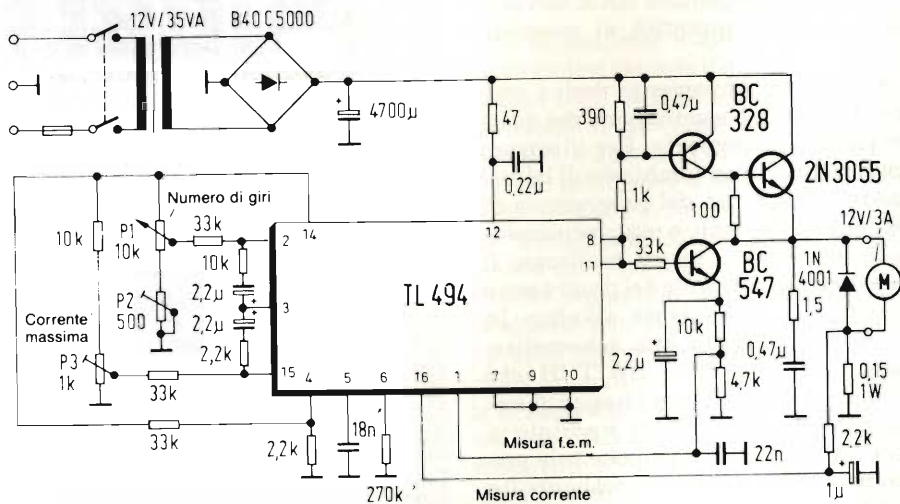 12V/35VA
B40C5000
4700µ
47
0,22µ
390
0,47µ
BC
328
2N3055
1k
100
12V/3A
Numero di giri
P1
10k
10k
33k
10k
2,2µ
2,2µ
2,2k
P2
500
Corrente
massima
P3
1k
33k
33k
2
3
15
14
12
8
11
TL 494
4
5
6
16
1
7
9
10
33k
BC
547
1N
4001
M
1,5
10k
2,2µ
4,7k
0,47µ
0,15
1W
2,2k
18n
2,2k
270k
Misura f.e.m.
22n
Misura corrente
1µ